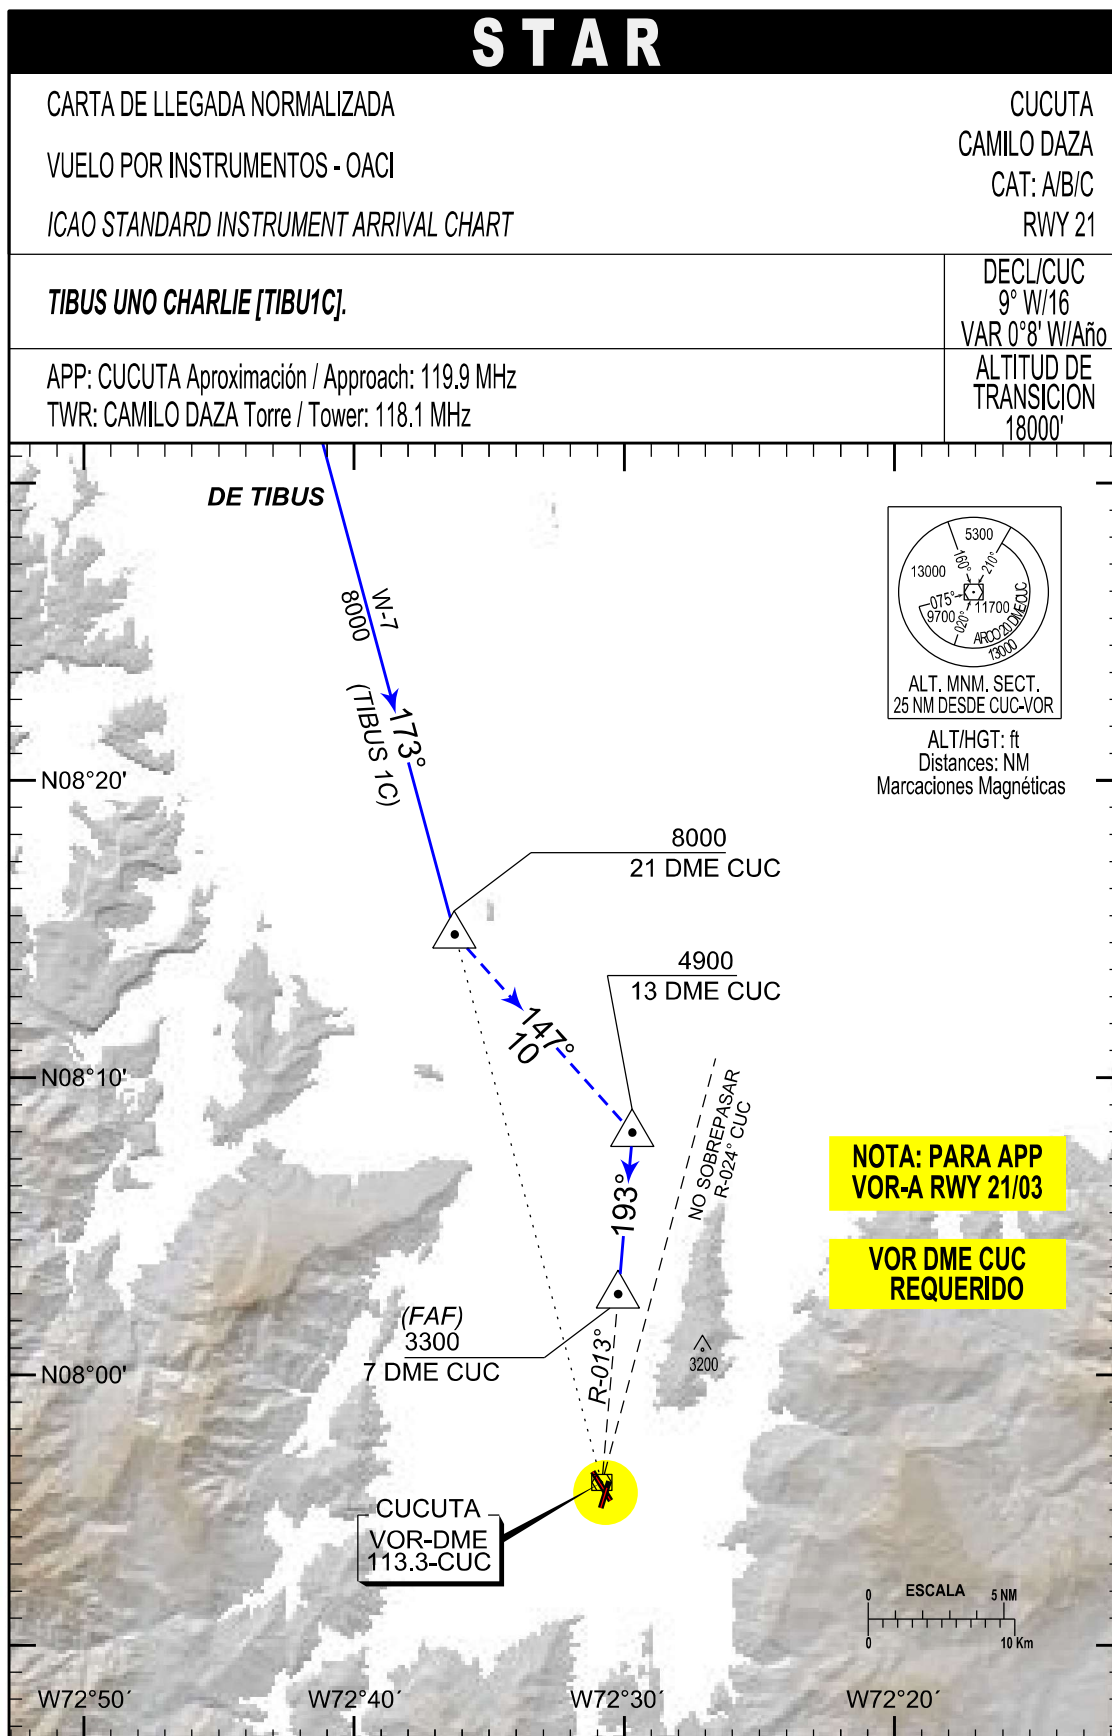 STAR
CARTA DE LLEGADA NORMALIZADA
VUELO POR INSTRUMENTOS - OACI
ICAO STANDARD INSTRUMENT ARRIVAL CHART
CUCUTA
CAMILO DAZA
CAT: A/B/C
RWY 21
TIBUS UNO CHARLIE [TIBU1C].
DECL/CUC
9° W/16
VAR 0°8' W/Año
APP: CUCUTA Aproximación / Approach: 119.9 MHz
TWR: CAMILO DAZA Torre / Tower: 118.1 MHz
ALTITUD DE
TRANSICION
18000'
DE TIBUS
W-7
8000
173°
(TIBUS 1C)
5300
160°
210°
13000
075°
9700
020°
11700
ARCO 20 DME CUC
13000
ALT. MNM. SECT.
25 NM DESDE CUC-VOR
ALT/HGT: ft
Distances: NM
Marcaciones Magnéticas
N08°20'
8000
21 DME CUC
4900
13 DME CUC
147°
10
N08°10'
NO SOBREPASAR
R-024° CUC
NOTA: PARA APP
VOR-A RWY 21/03
193°
VOR DME CUC
REQUERIDO
(FAF)
3300
7 DME CUC
R-013°
3200
N08°00'
CUCUTA
VOR-DME
113.3-CUC
0 ESCALA 5 NM
0 10 Km
W72°50´
W72°40´
W72°30´
W72°20´